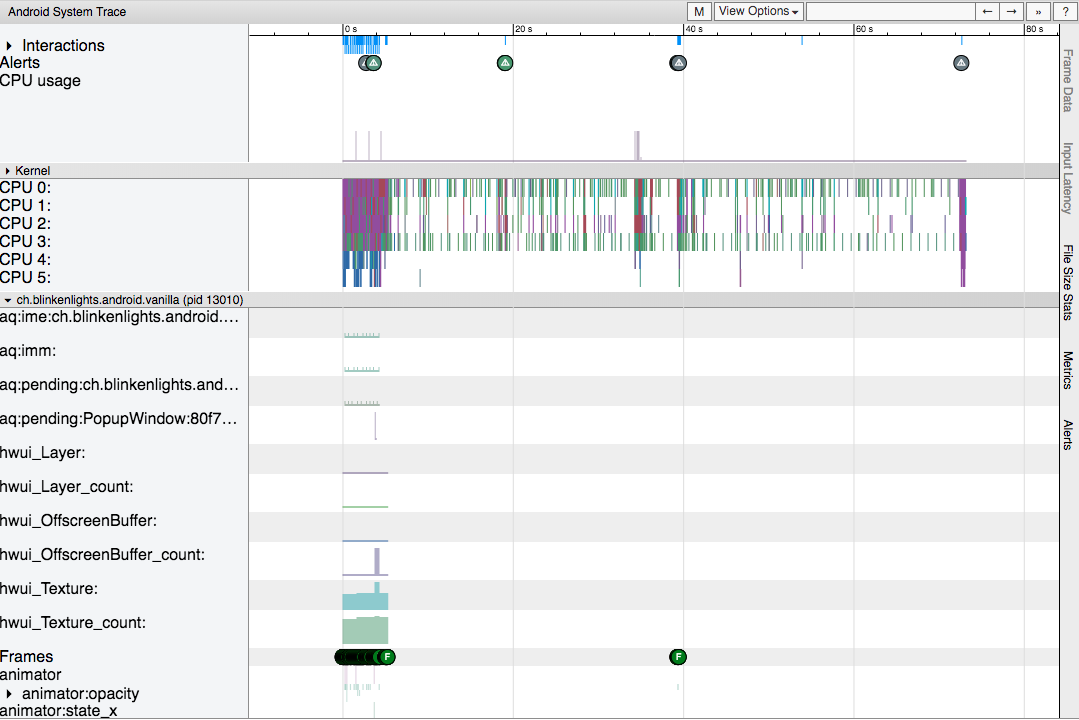 Android System Trace M View Options ← → » ?
0 s 20 s 40 s 60 s 80 s
Interactions
Alerts
CPU usage
Kernel
CPU 0:
CPU 1:
CPU 2:
CPU 3:
CPU 4:
CPU 5:
ch.blinkenlights.android.vanilla (pid 13010)
aq:ime:ch.blinkenlights.android....
aq:imm:
aq:pending:ch.blinkenlights.and...
aq:pending:PopupWindow:80f7...
hwui_Layer:
hwui_Layer_count:
hwui_OffscreenBuffer:
hwui_OffscreenBuffer_count:
hwui_Texture:
hwui_Texture_count:
Frames F F
animator
animator:opacity
animator:state_x
Frame Data
Input Latency
File Size Stats
Metrics
Alerts